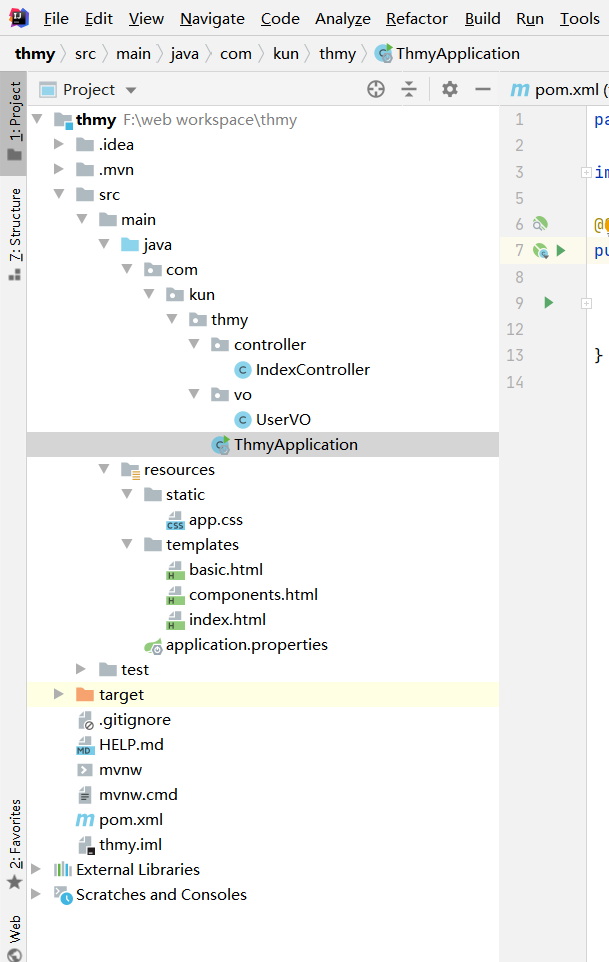 File Edit View Navigate Code Analyze Refactor Build Run Tools
thmy src main java com kun thmy ThmyApplication
1: Project
Project
pom.xml (
thmy F:\web workspace\thmy
.idea
.mvn
src
main
java
com
kun
thmy
controller
IndexController
vo
UserVO
ThmyApplication
resources
static
app.css
templates
basic.html
components.html
index.html
application.properties
test
target
.gitignore
HELP.md
mvnw
mvnw.cmd
pom.xml
thmy.iml
External Libraries
Scratches and Consoles
7: Structure
2: Favorites
Web
1 pa
2
3 im
5
6 @
7 pu
8
9
12
13 }
14